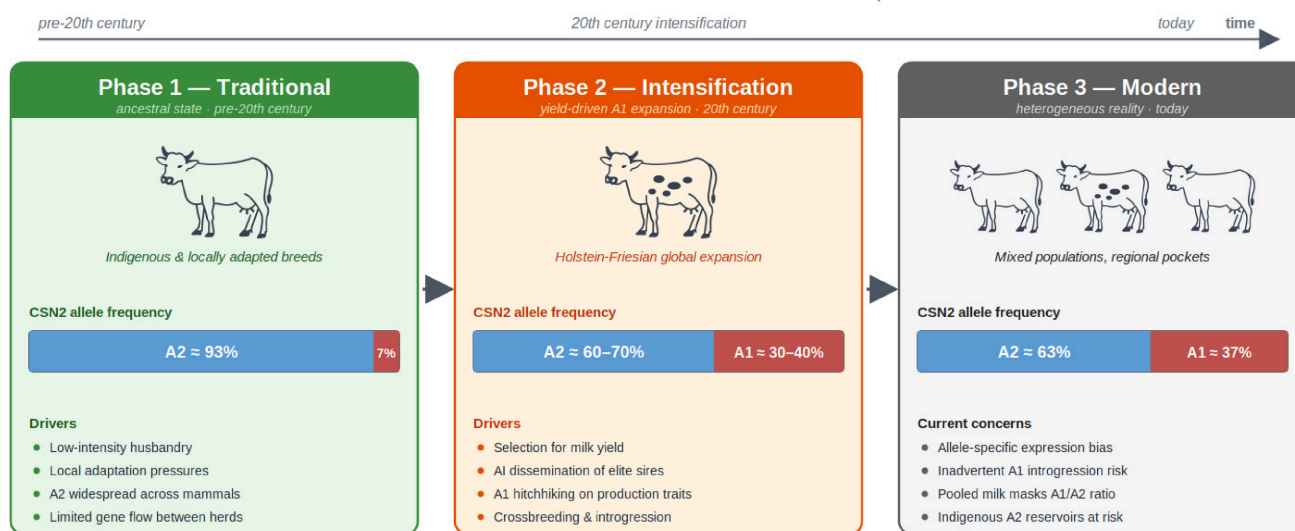 pre-20th century
20th century intensification
today
time
Phase 1 — Traditional
ancestral state · pre-20th century
Indigenous & locally adapted breeds
CSN2 allele frequency
A2 ≈ 93%
7%
Drivers
Low-intensity husbandry
Local adaptation pressures
A2 widespread across mammals
Limited gene flow between herds
Phase 2 — Intensification
yield-driven A1 expansion · 20th century
Holstein-Friesian global expansion
CSN2 allele frequency
A2 ≈ 60–70%
A1 ≈ 30–40%
Drivers
Selection for milk yield
AI dissemination of elite sires
A1 hitchhiking on production traits
Crossbreeding & introgression
Phase 3 — Modern
heterogeneous reality · today
Mixed populations, regional pockets
CSN2 allele frequency
A2 ≈ 63%
A1 ≈ 37%
Current concerns
Allele-specific expression bias
Inadvertent A1 introgression risk
Pooled milk masks A1/A2 ratio
Indigenous A2 reservoirs at risk